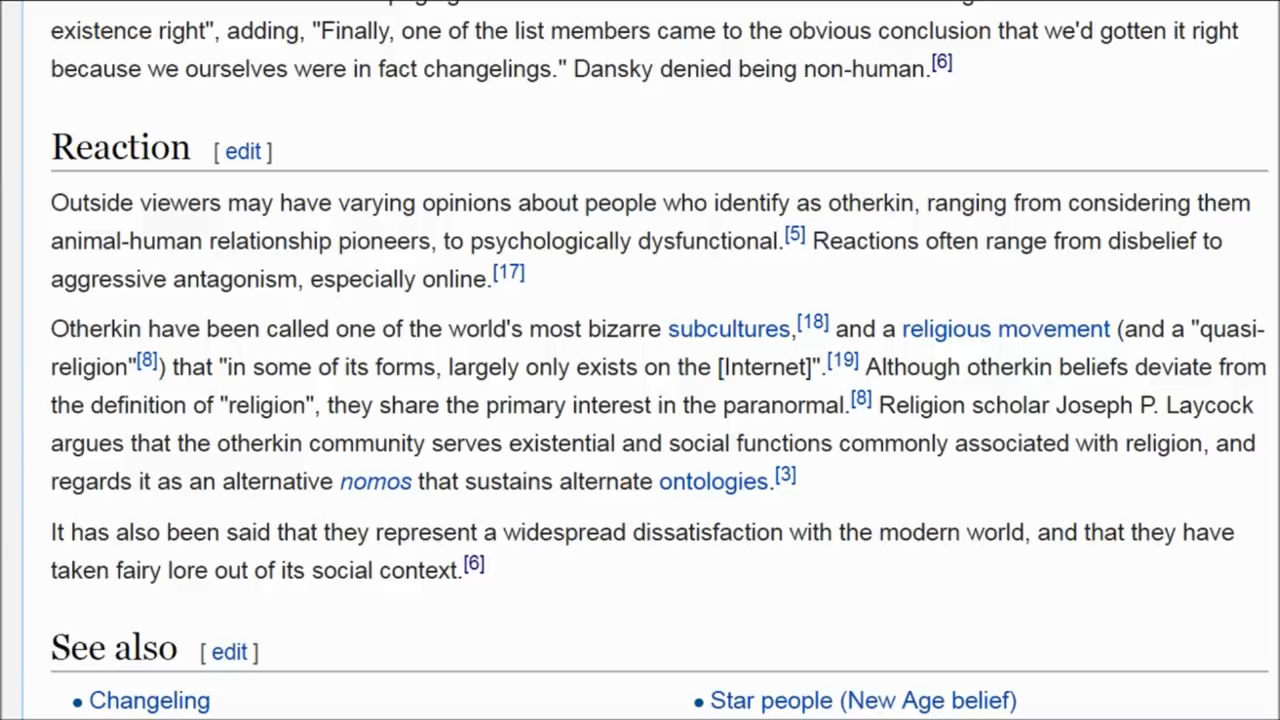 existence right", adding, "Finally, one of the list members came to the obvious conclusion that we'd gotten it right
because we ourselves were in fact changelings." Dansky denied being non-human.[6]
Reaction [ edit ]
Outside viewers may have varying opinions about people who identify as otherkin, ranging from considering them
animal-human relationship pioneers, to psychologically dysfunctional.[5] Reactions often range from disbelief to
aggressive antagonism, especially online.[17]
Otherkin have been called one of the world's most bizarre subcultures,[18] and a religious movement (and a "quasi-
religion"[8]) that "in some of its forms, largely only exists on the [Internet]".[19] Although otherkin beliefs deviate from
the definition of "religion", they share the primary interest in the paranormal.[8] Religion scholar Joseph P. Laycock
argues that the otherkin community serves existential and social functions commonly associated with religion, and
regards it as an alternative nomos that sustains alternate ontologies.[3]
It has also been said that they represent a widespread dissatisfaction with the modern world, and that they have
taken fairy lore out of its social context.[6]
See also [ edit ]
• Changeling
• Star people (New Age belief)